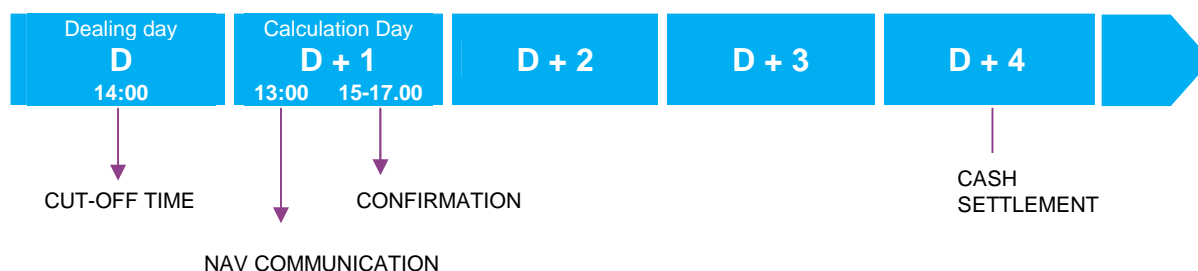 Dealing day
D
14:00
Calculation Day
D + 1
13:00 15-17.00
D + 2
D + 3
D + 4
CUT-OFF TIME
CONFIRMATION
CASH
SETTLEMENT
NAV COMMUNICATION